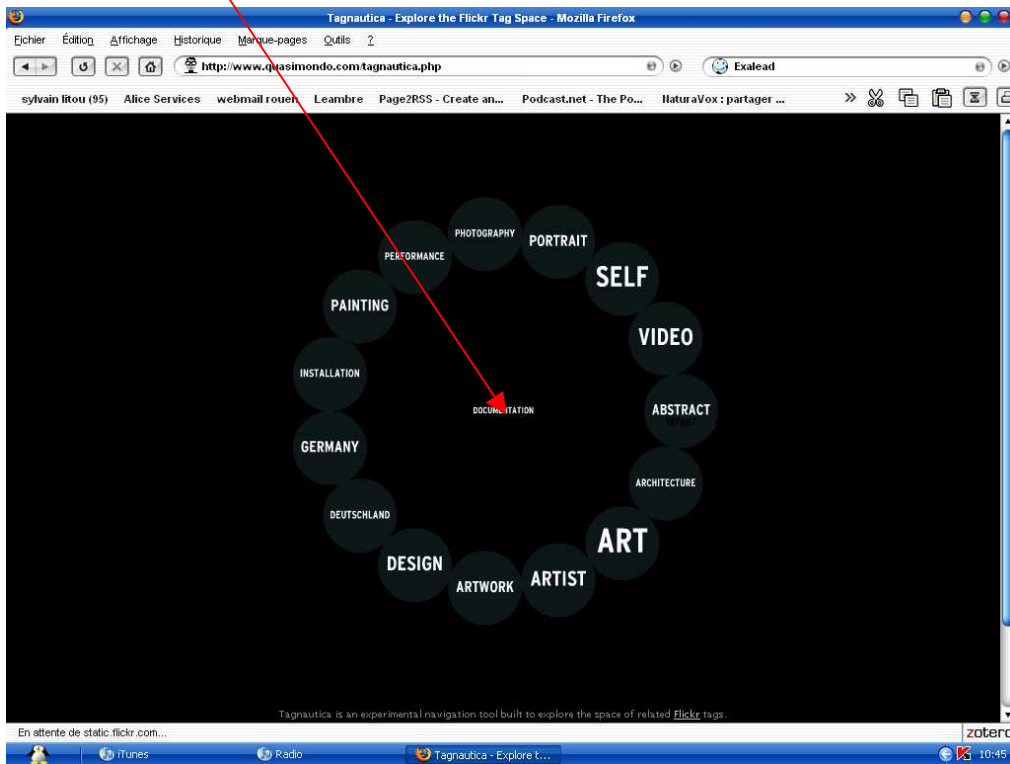 Tagnautica - Explore the Flickr Tag Space - Mozilla Firefox
Fichier Édition Affichage Historique Marque-pages Outils ?
http://www.quasimondo.com/tagnautica.php Exalead
sylvain litou (95) Alice Services webmail rouen Leambre Page2RSS - Create an... Podcast.net - The Po... NaturaVox : partager ... »
PHOTOGRAPHY
PORTRAIT
PERFORMANCE
SELF
PAINTING
VIDEO
INSTALLATION
DOCUMENTATION
ABSTRACT
GERMANY
ARCHITECTURE
DEUTSCHLAND
ART
DESIGN
ARTIST
ARTWORK
Tagnautica is an experimental navigation tool built to explore the space of related Flickr tags.
En attente de static.flickr.com... zotero
iTunes Radio Tagnautica - Explore t... 10:45